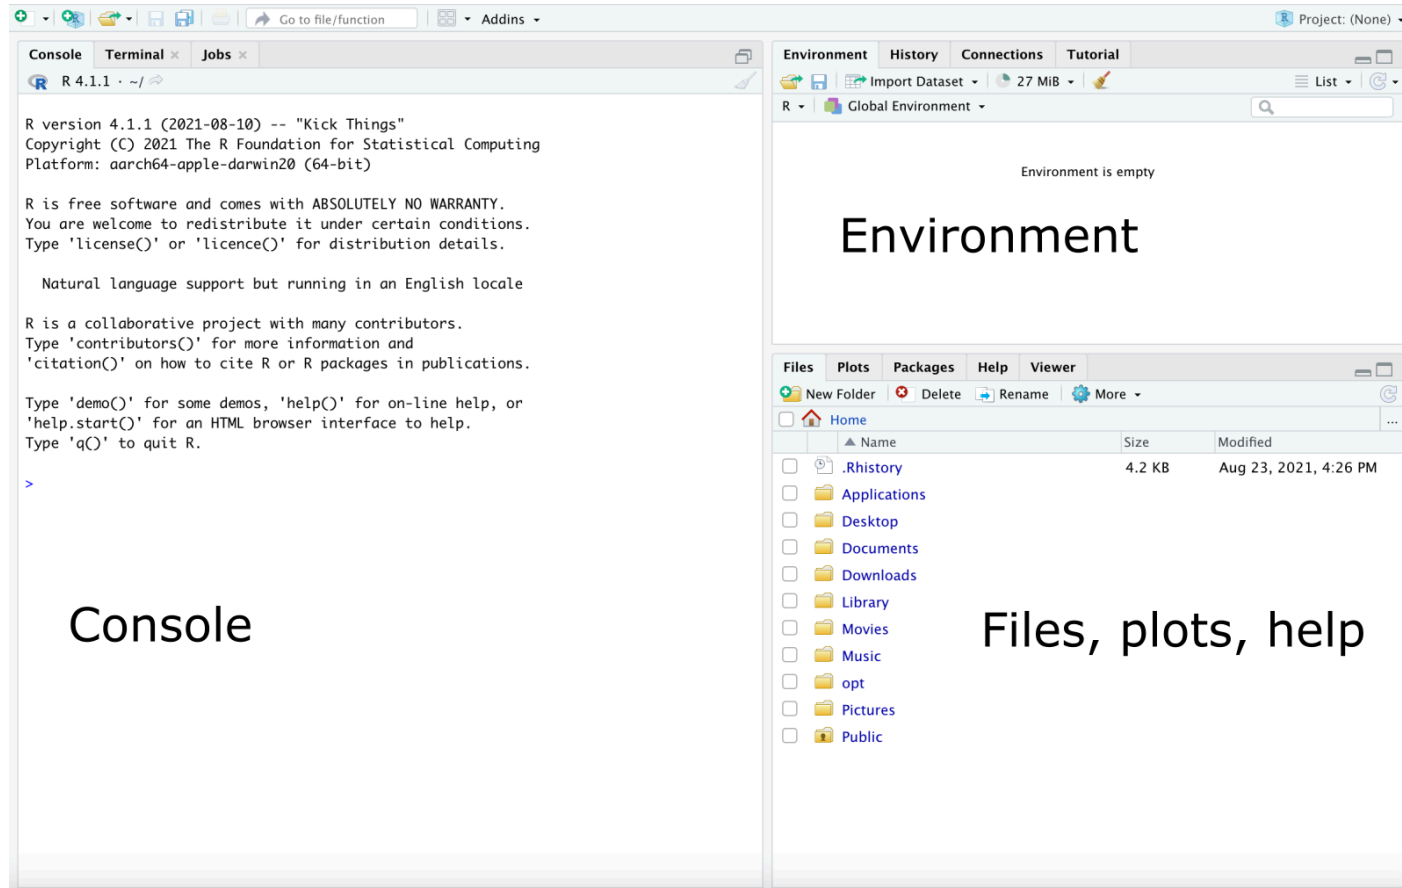 Go to file/function
Addins
Project: (None)
Console Terminal Jobs
R 4.1.1 · ~/
R version 4.1.1 (2021-08-10) -- "Kick Things"
Copyright (C) 2021 The R Foundation for Statistical Computing
Platform: aarch64-apple-darwin20 (64-bit)
R is free software and comes with ABSOLUTELY NO WARRANTY.
You are welcome to redistribute it under certain conditions.
Type 'license()' or 'licence()' for distribution details.
Natural language support but running in an English locale
R is a collaborative project with many contributors.
Type 'contributors()' for more information and
'citation()' on how to cite R or R packages in publications.
Type 'demo()' for some demos, 'help()' for on-line help, or
'help.start()' for an HTML browser interface to help.
Type 'q()' to quit R.
>
Console
Environment History Connections Tutorial
Import Dataset 27 MiB List
R Global Environment
Environment is empty
Environment
Files Plots Packages Help Viewer
New Folder Delete Rename More
Home ...
Name Size Modified
.Rhistory 4.2 KB Aug 23, 2021, 4:26 PM
Applications
Desktop
Documents
Downloads
Library
Movies
Music
opt
Pictures
Public
Files, plots, help